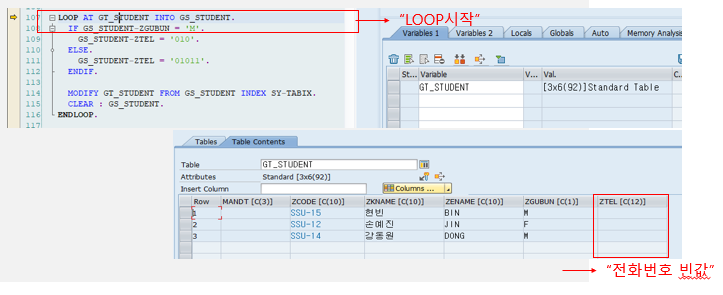 107 LOOP AT GT_STUDENT INTO GS_STUDENT.
108 IF GS_STUDENT-ZGUBUN = 'M'.
109 GS_STUDENT-ZTEL = '010'.
110 ELSE.
111 GS_STUDENT-ZTEL = '01011'.
112 ENDIF.
113
114 MODIFY GT_STUDENT FROM GS_STUDENT INDEX SY-TABIX.
115 CLEAR : GS_STUDENT.
116 ENDLOOP.
117
“LOOP시작”
Variables 1 Variables 2 Locals Globals Auto Memory Analysis
St... Variable V... Val. C...
GT_STUDENT [3x6(92)]Standard Table
Tables Table Contents
Table GT_STUDENT
Attributes Standard [3x6(92)]
Insert Column Columns ...
Row MANDT [C(3)] ZCODE [C(10)] ZKNAME [C(10)] ZENAME [C(10)] ZGUBUN [C(1)] ZTEL [C(12)]
1 SSU-15 현빈 BIN M
2 SSU-12 손예진 JIN F
3 SSU-14 강동원 DONG M
“전화번호 빈값”